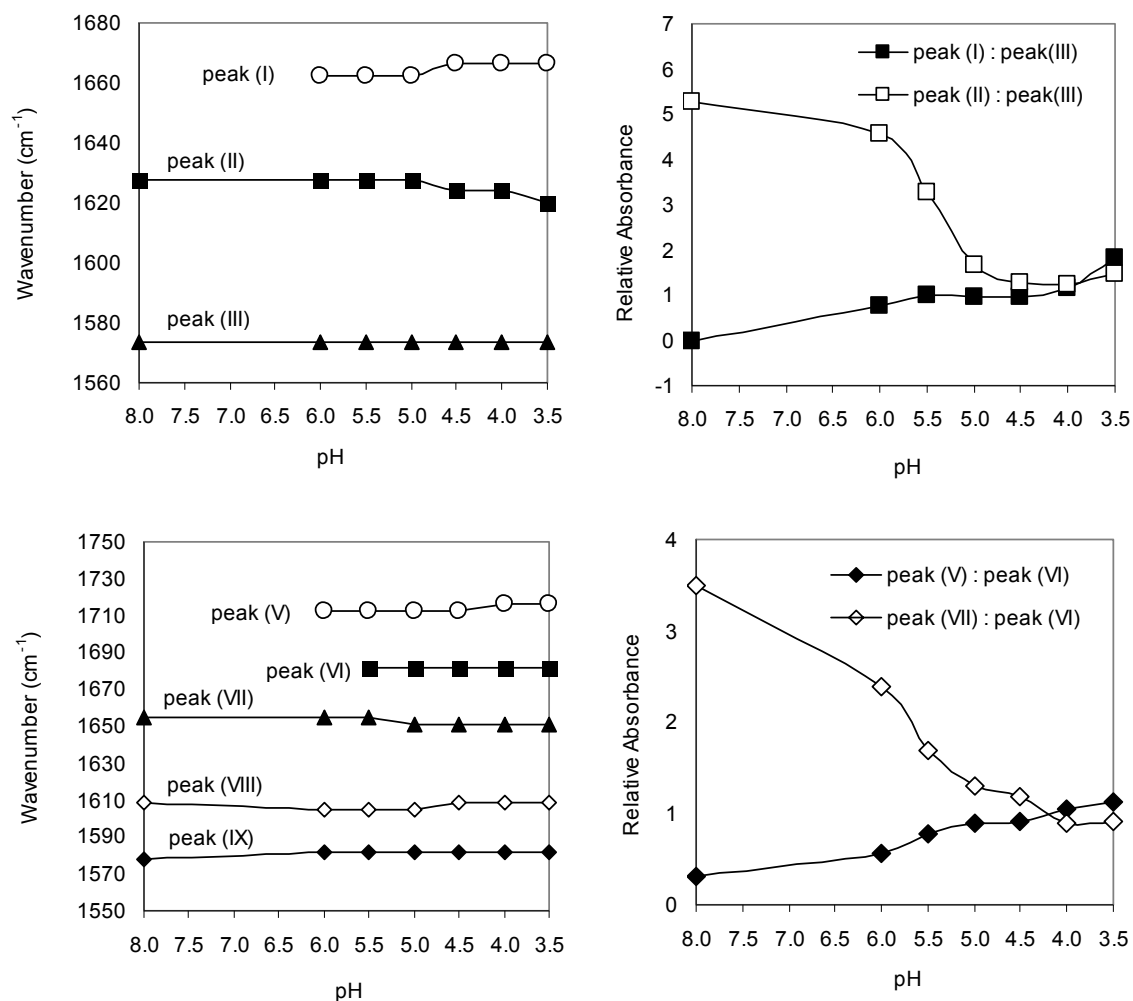 1680
1660
1640
1620
1600
1580
1560
Wavenumber (cm-1)
peak (I)
peak (II)
peak (III)
8.0 7.5 7.0 6.5 6.0 5.5 5.0 4.5 4.0 3.5
pH
7
6
5
4
3
2
1
0
-1
Relative Absorbance
peak (I) : peak(III)
peak (II) : peak(III)
8.0 7.5 7.0 6.5 6.0 5.5 5.0 4.5 4.0 3.5
pH
1750
1730
1710
1690
1670
1650
1630
1610
1590
1570
1550
Wavenumber (cm-1)
peak (V)
peak (VI)
peak (VII)
peak (VIII)
peak (IX)
8.0 7.5 7.0 6.5 6.0 5.5 5.0 4.5 4.0 3.5
pH
4
3
2
1
0
Relative Absorbance
peak (V) : peak (VI)
peak (VII) : peak (VI)
8.0 7.5 7.0 6.5 6.0 5.5 5.0 4.5 4.0 3.5
pH